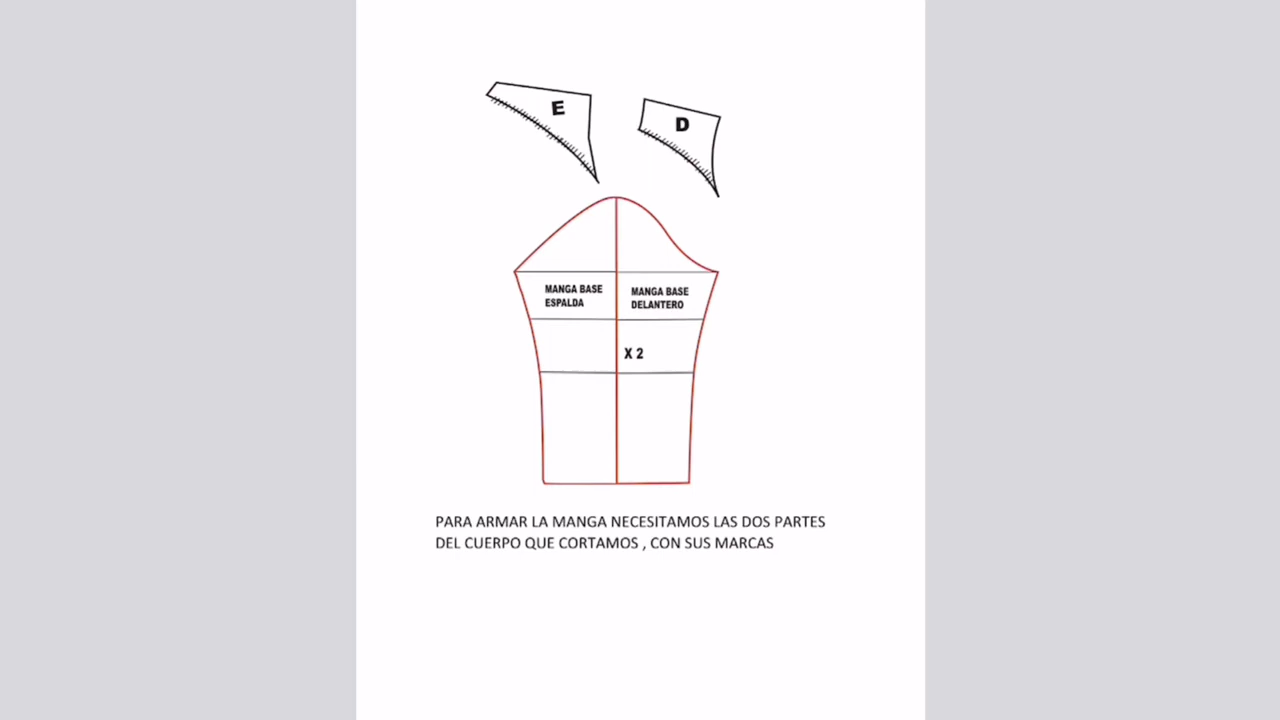 E
D
MANGA BASE
ESPALDA
MANGA BASE
DELANTERO
X 2
PARA ARMAR LA MANGA NECESITAMOS LAS DOS PARTES
DEL CUERPO QUE CORTAMOS , CON SUS MARCAS